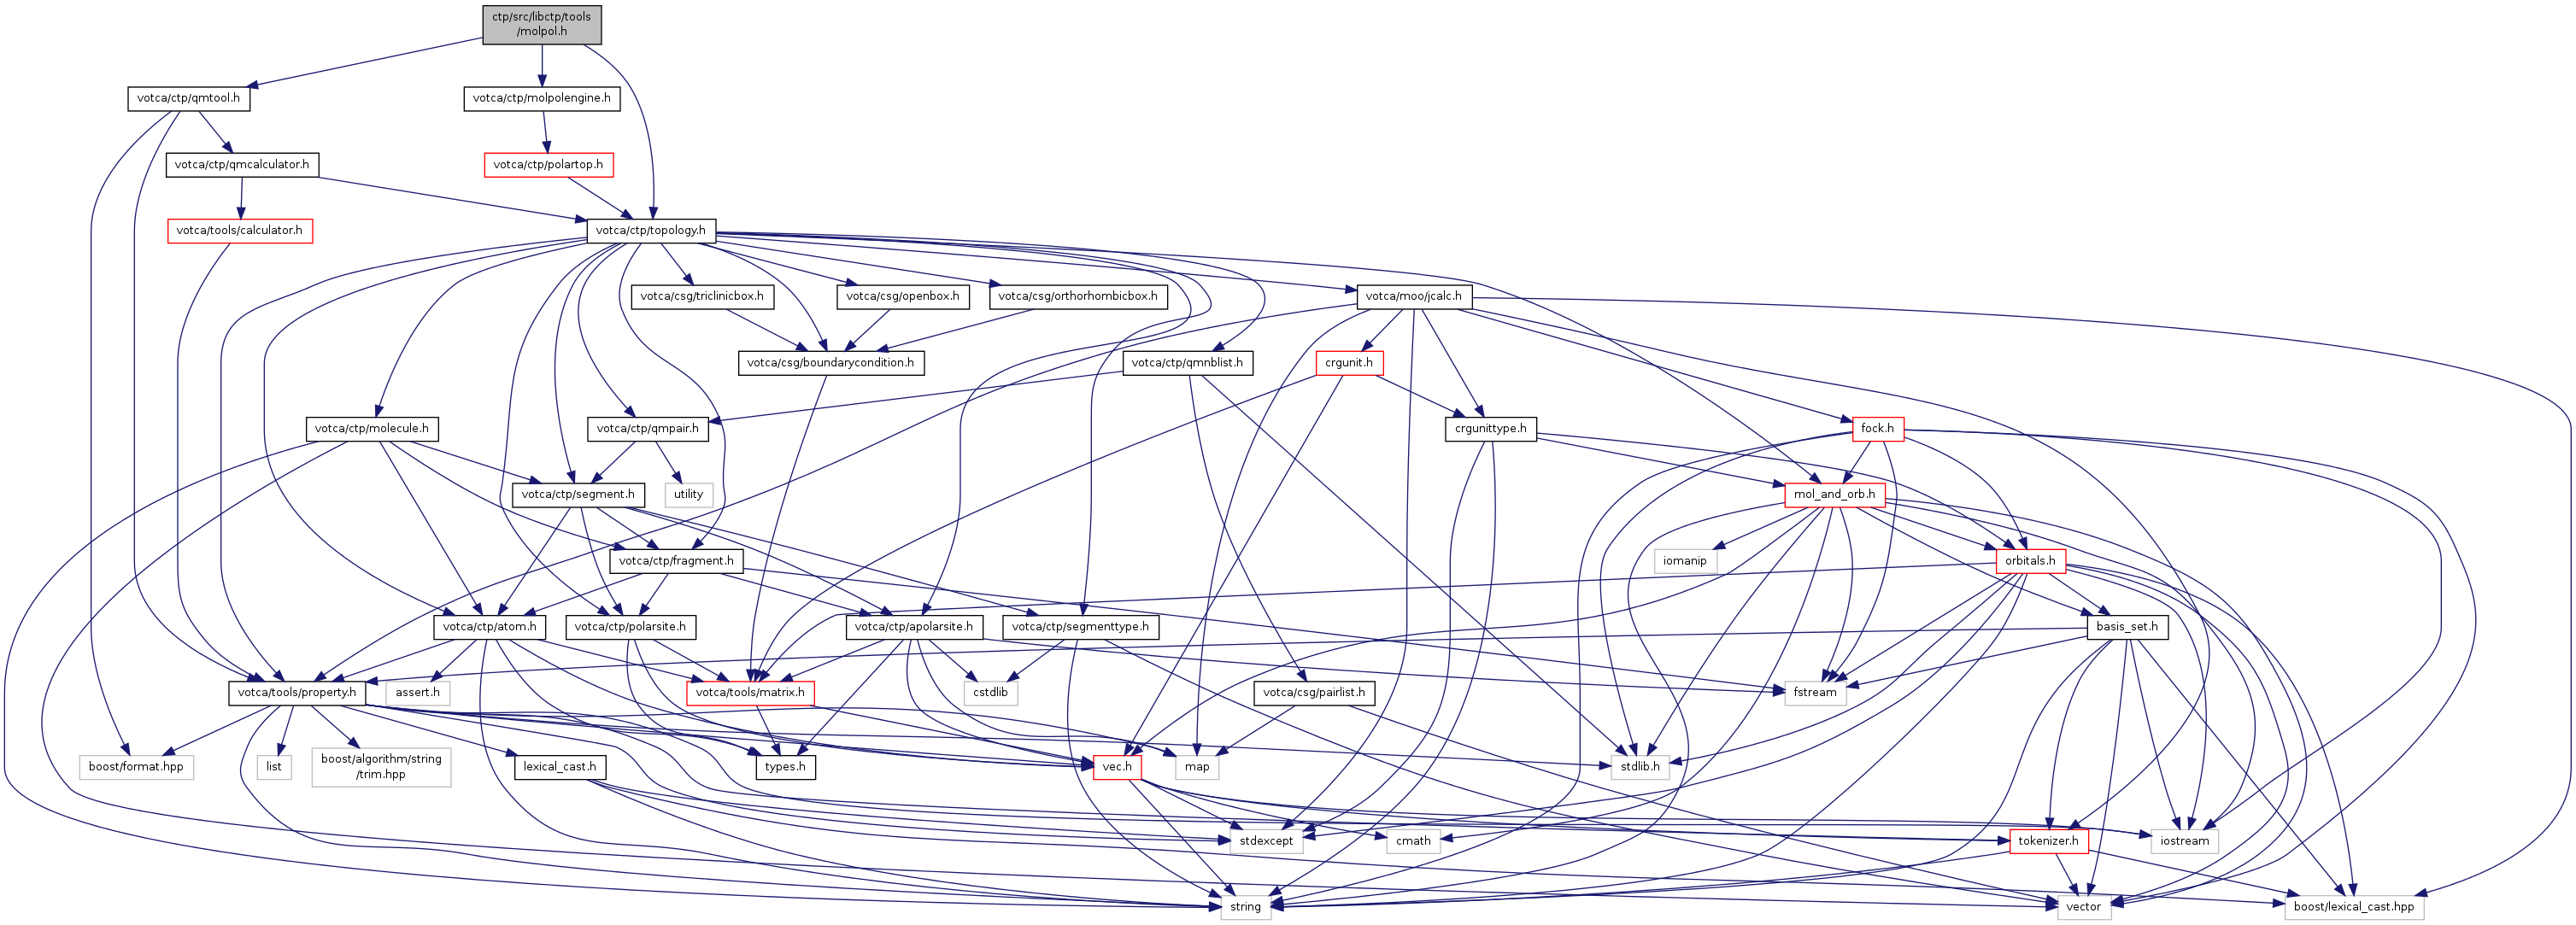 ctp/src/libctp/tools
/molpol.h
votca/ctp/qmtool.h
votca/ctp/molpolengine.h
votca/ctp/qmcalculator.h
votca/ctp/polartop.h
votca/tools/calculator.h
votca/ctp/topology.h
votca/csg/triclinicbox.h
votca/csg/openbox.h
votca/csg/orthorhombicbox.h
votca/moo/jcalc.h
votca/csg/boundarycondition.h
votca/ctp/qmnblist.h
crgunit.h
votca/ctp/molecule.h
votca/ctp/qmpair.h
crgunittype.h
fock.h
votca/ctp/segment.h
utility
mol_and_orb.h
votca/ctp/fragment.h
iomanip
orbitals.h
votca/ctp/atom.h
votca/ctp/polarsite.h
votca/ctp/apolarsite.h
votca/ctp/segmenttype.h
basis_set.h
votca/tools/property.h
assert.h
votca/tools/matrix.h
cstdlib
votca/csg/pairlist.h
fstream
boost/format.hpp
list
boost/algorithm/string
/trim.hpp
lexical_cast.h
types.h
vec.h
map
stdlib.h
stdexcept
cmath
tokenizer.h
iostream
string
vector
boost/lexical_cast.hpp